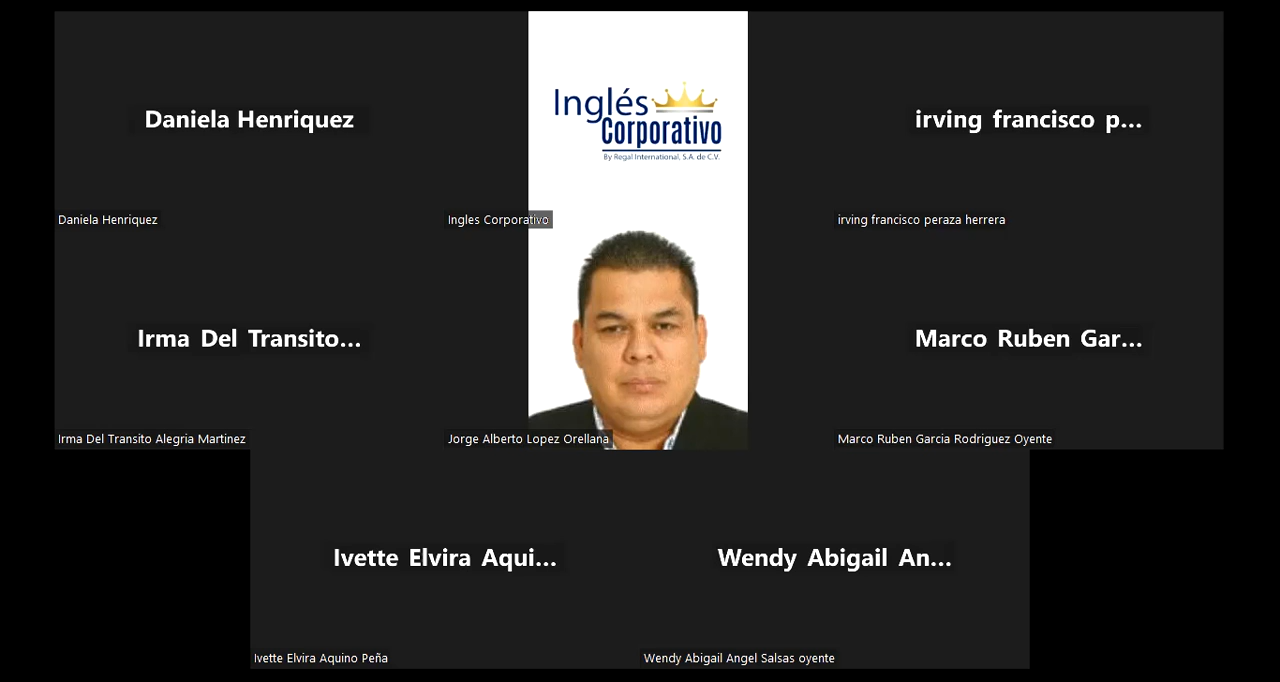 Daniela Henriquez
Daniela Henriquez
Inglés
Corporativo
By Regal International, S.A. de C.V.
Ingles Corporativo
irving francisco p...
irving francisco peraza herrera
Irma Del Transito...
Irma Del Transito Alegria Martinez
Jorge Alberto Lopez Orellana
Marco Ruben Gar...
Marco Ruben Garcia Rodriguez Oyente
Ivette Elvira Aqui...
Ivette Elvira Aquino Peña
Wendy Abigail An...
Wendy Abigail Angel Salsas oyente